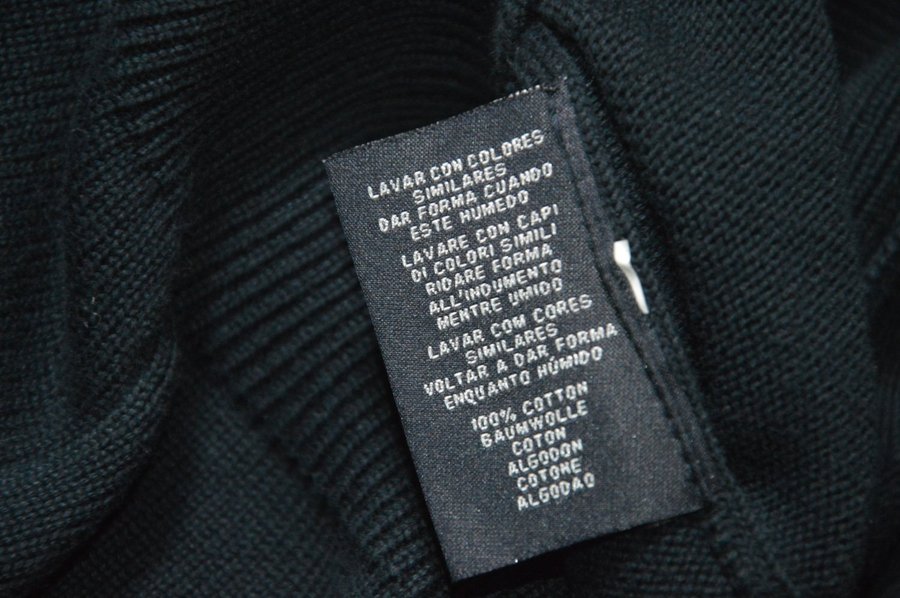 LAVAR CON COLORES
SIMILARES
DAR FORMA CUANDO
ESTE HUMEDO
LAVARE CON CAPI
DI COLORI SIMILI
RIDARE FORMA
ALL'INDUMENTO
MENTRE UMIDO
LAVAR COM CORES
SIMILARES
VOLTAR A DAR FORMA
ENQUANTO HÚMIDO
100% COTTON
BAUMWOLLE
COTON
ALGODON
COTONE
ALGODAO